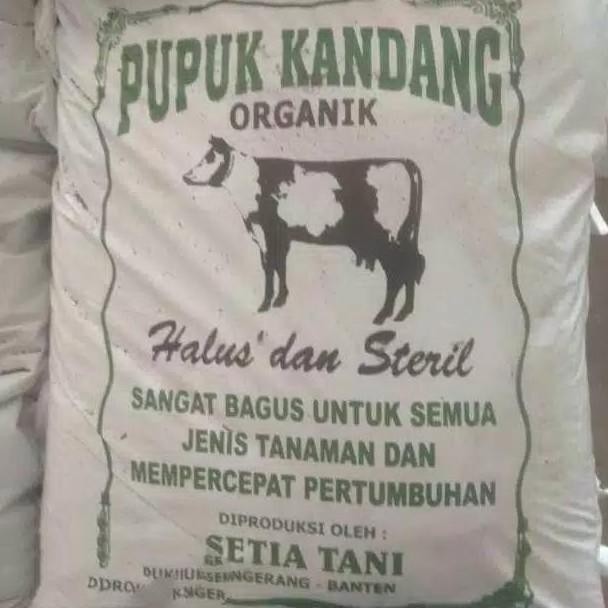 PUPUK KANDANG
ORGANIK
Halus' dan Steril
SANGAT BAGUS UNTUK SEMUA
JENIS TANAMAN DAN
MEMPERCEPAT PERTUMBUHAN
DIPRODUKSI OLEH :
SETIA TANI
- BANTEN